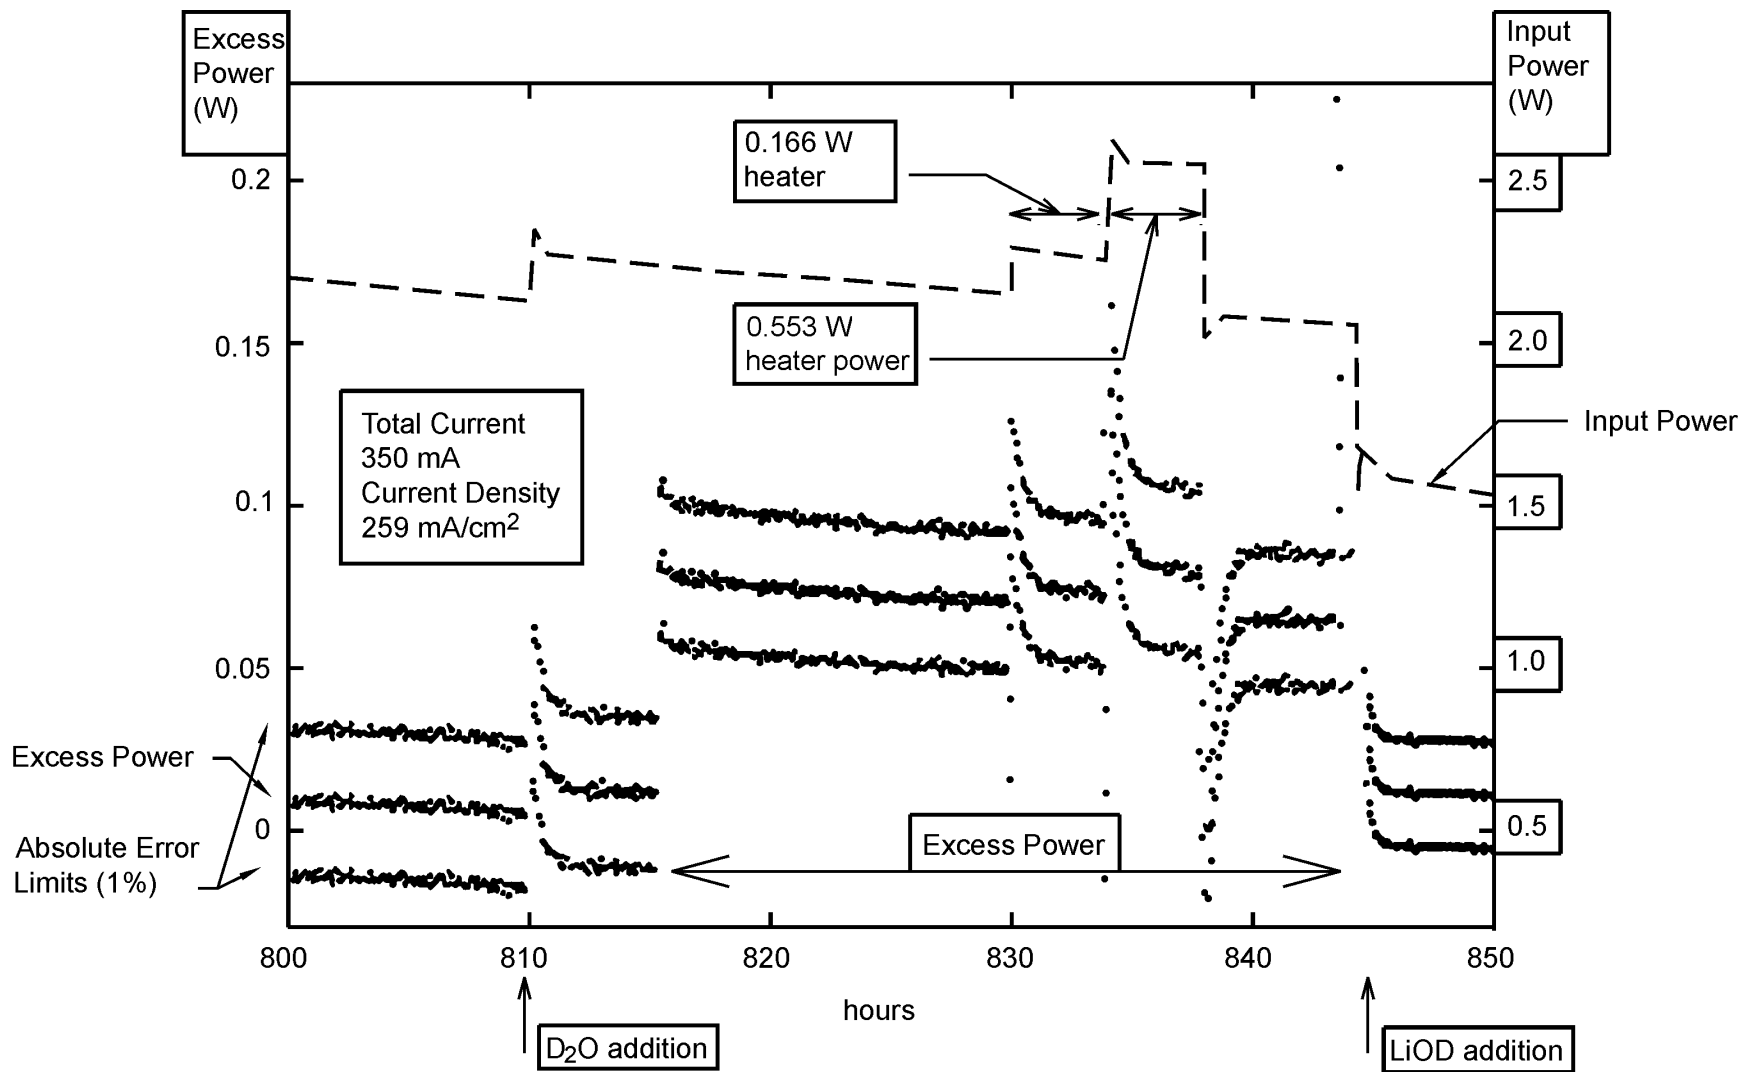 Excess
Power
(W)
Input
Power
(W)
0.166 W
heater
0.2
2.5
0.553 W
heater power
0.15
2.0
Total Current
350 mA
Current Density
259 mA/cm2
Input Power
0.1
1.5
0.05
1.0
Excess Power
0
0.5
Absolute Error
Limits (1%)
Excess Power
800
810
820
830
840
850
hours
D2O addition
LiOD addition